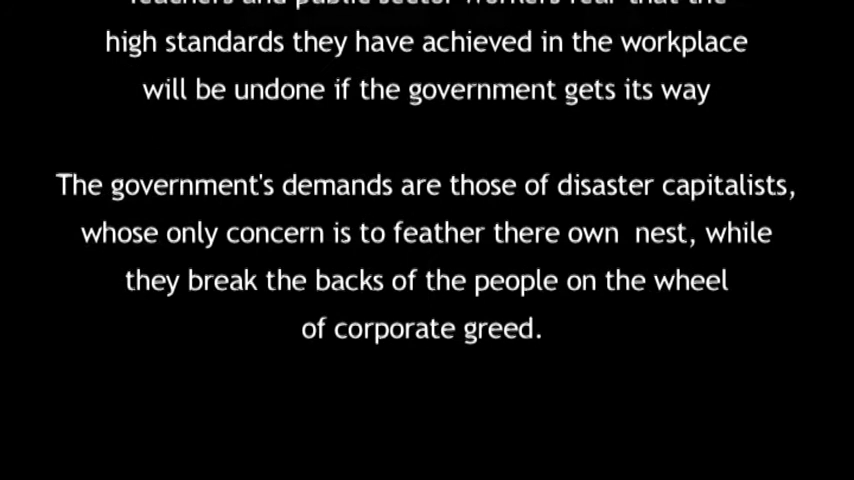 Teachers and public sector workers fear that the
high standards they have achieved in the workplace
will be undone if the government gets its way
The government's demands are those of disaster capitalists,
whose only concern is to feather there own nest, while
they break the backs of the people on the wheel
of corporate greed.